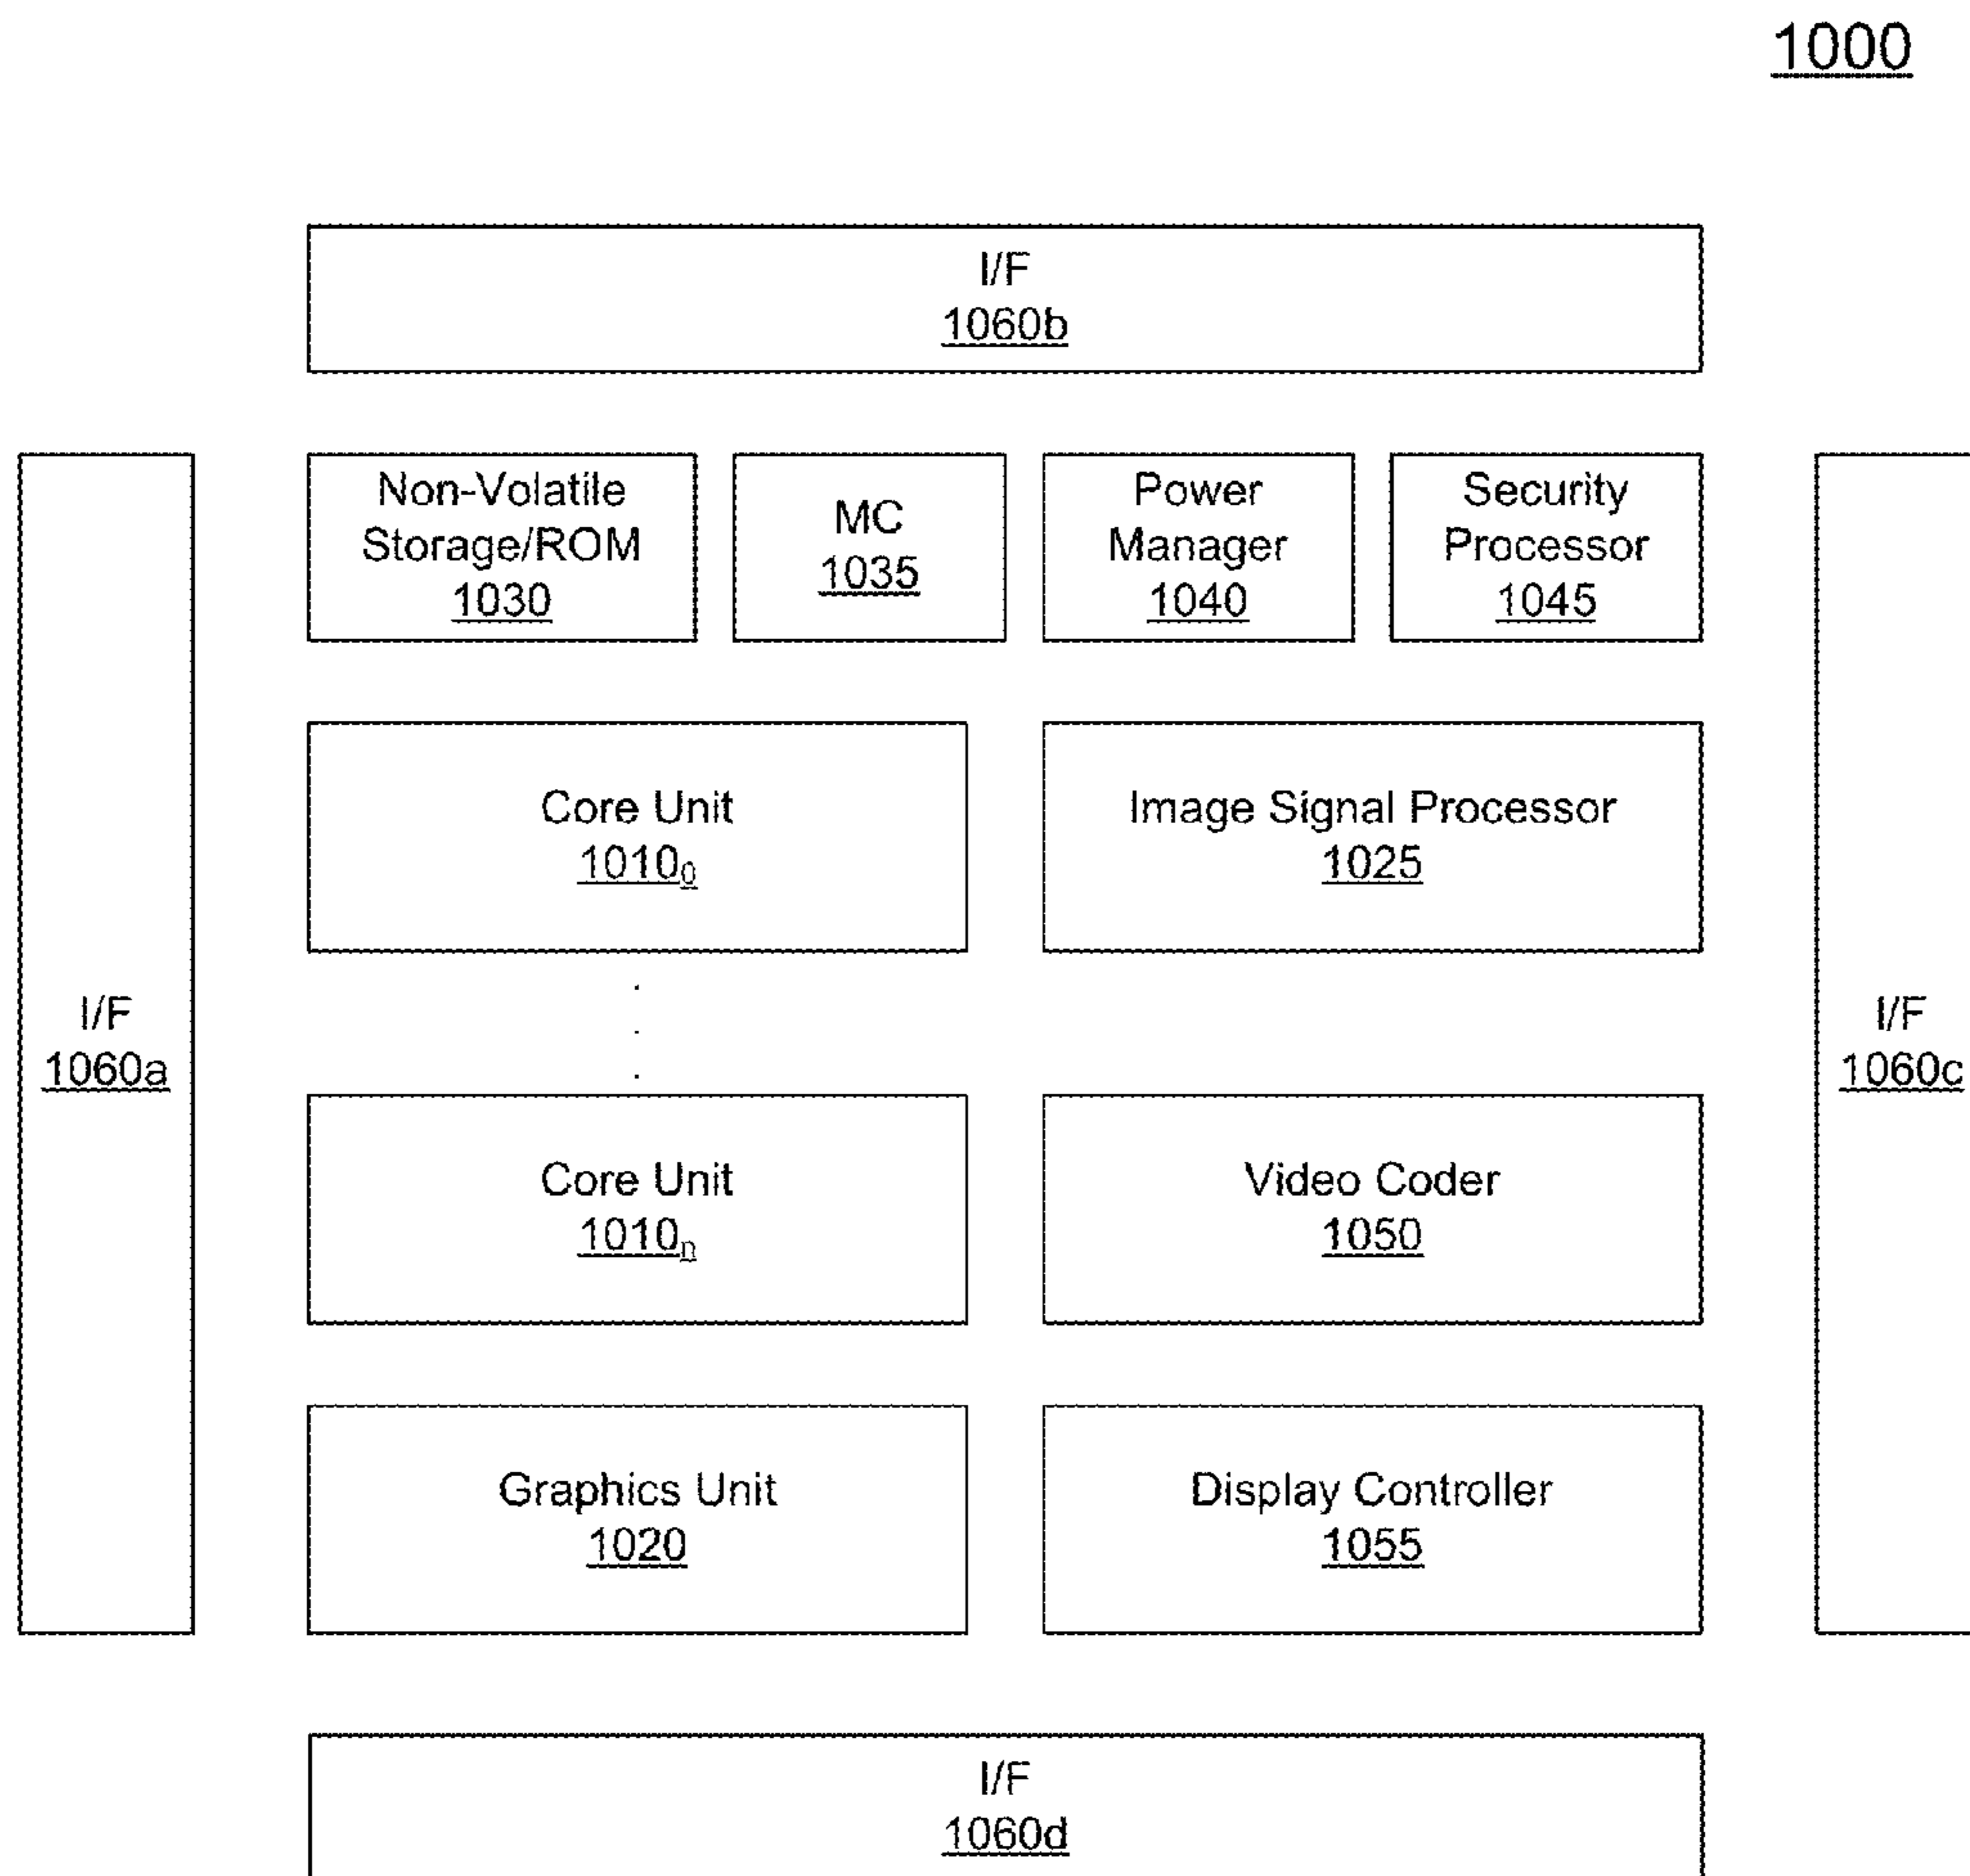 1000
I/F
1060b
Non-Volatile
Storage/ROM
1030
MC
1035
Power
Manager
1040
Security
Processor
1045
Core Unit
1010₀
Image Signal Processor
1025
I/F
1060a
I/F
1060c
Core Unit
1010ₙ
Video Coder
1050
Graphics Unit
1020
Display Controller
1055
I/F
1060d